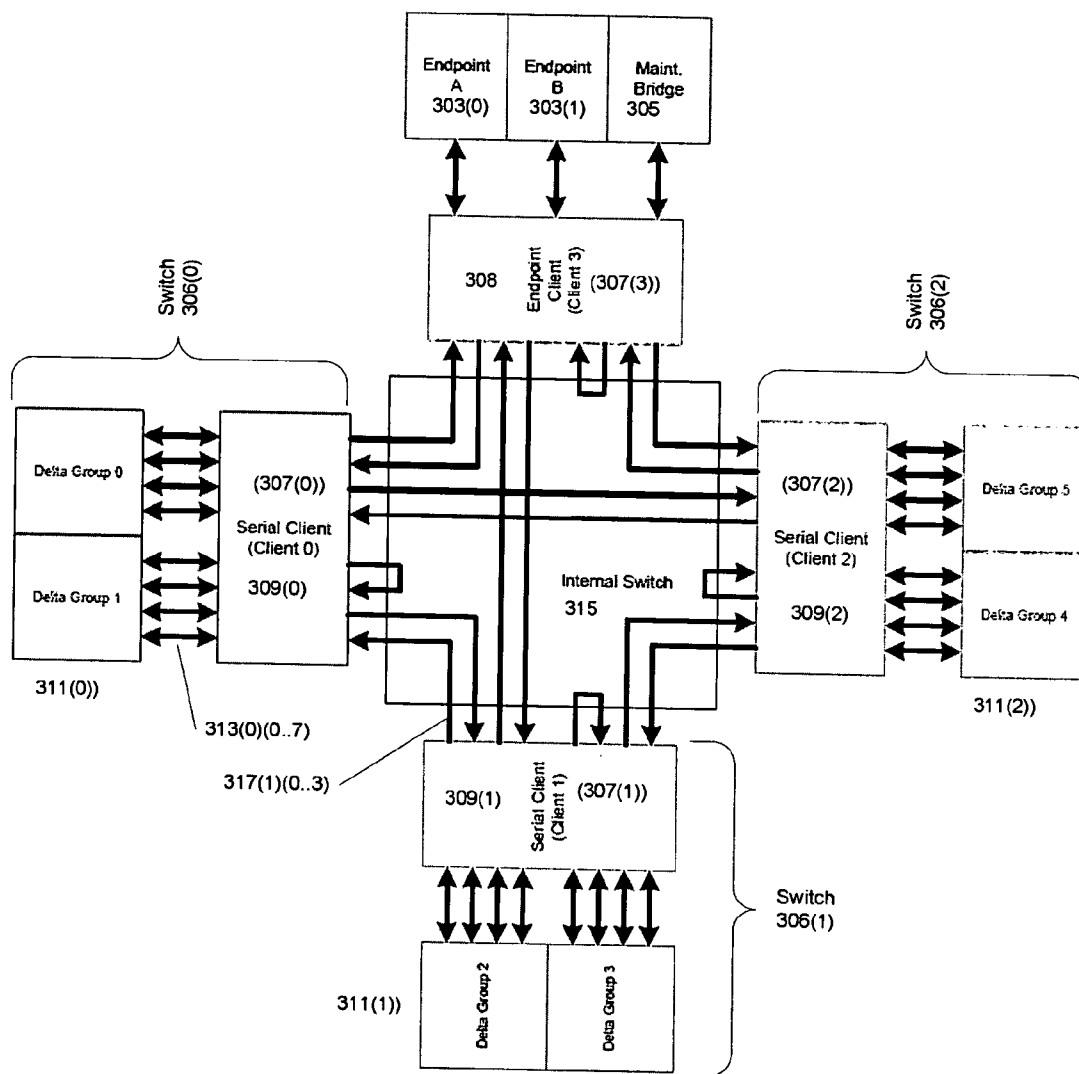 Endpoint
A
303(0)
Endpoint
B
303(1)
Maint.
Bridge
305
308
Endpoint
Client
(Client 3)
(307(3))
Switch
306(0)
Switch
306(2)
Delta Group 0
Delta Group 1
(307(0))
Serial Client
(Client 0)
309(0)
Internal Switch
315
(307(2))
Serial Client
(Client 2)
309(2)
Delta Group 5
Delta Group 4
311(0))
311(2))
313(0)(0..7)
317(1)(0..3)
309(1)
Serial Client
(Client 1)
(307(1))
Switch
306(1)
311(1))
Delta Group 2
Delta Group 3